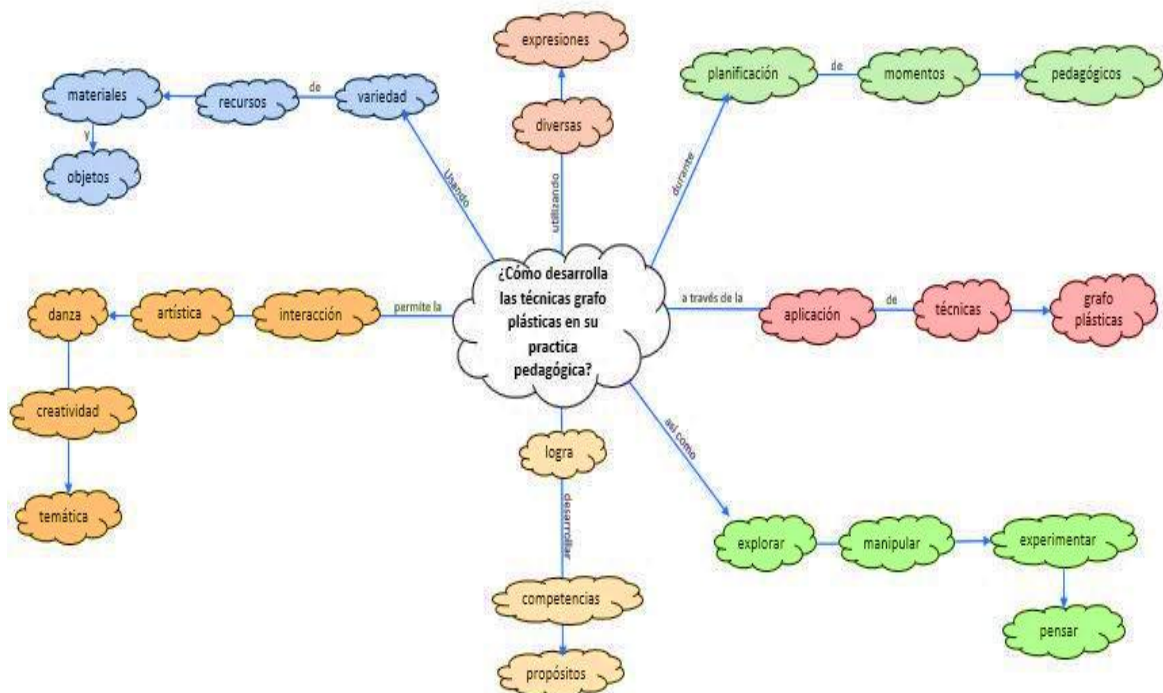 expresiones
diversas
utilizando
planificación
de
momentos
pedagógicos
durante
materiales
recursos
de
variedad
y
objetos
Usando
¿Cómo desarrolla
las técnicas grafo
plásticas en su
practica
pedagógica?
a través de la
aplicación
de
técnicas
grafo
plásticas
permite la
interacción
artística
danza
creatividad
temática
así como
explorar
manipular
experimentar
pensar
logra
desarrollar
competencias
propósitos